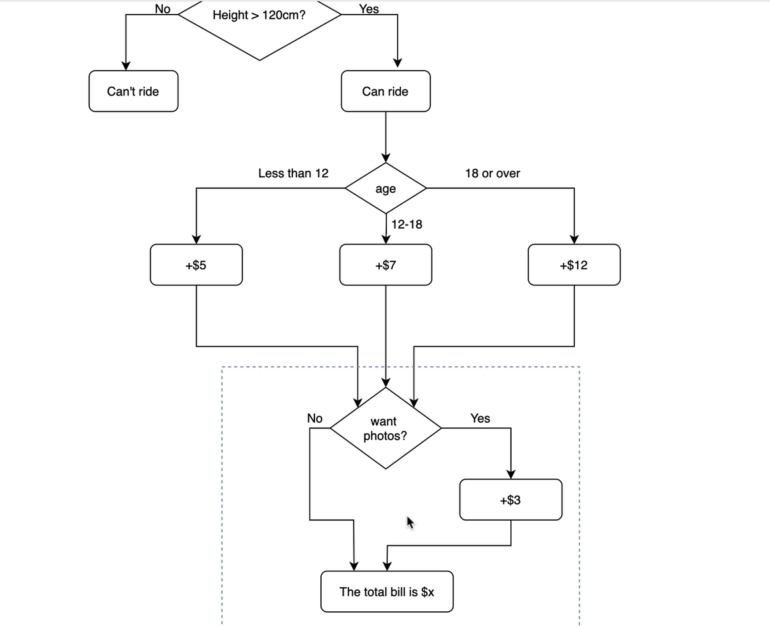 No
Height > 120cm?
Yes
Can't ride
Can ride
Less than 12
age
18 or over
12-18
+$5
+$7
+$12
No
want
photos?
Yes
+$3
The total bill is $x